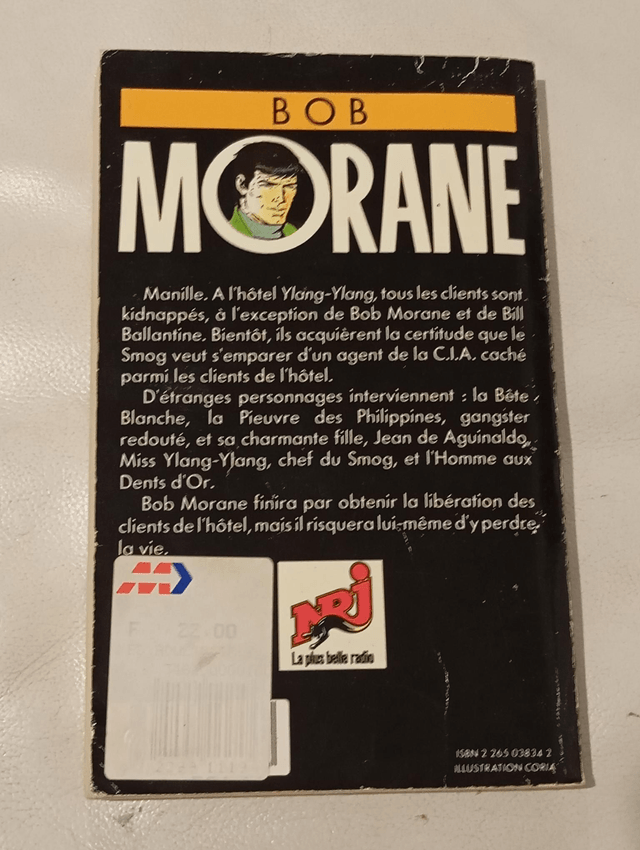 BOB
MORANE
Manille. A l'hôtel Ylang-Ylang, tous les clients sont
kidnappés, à l'exception de Bob Morane et de Bill
Ballantine. Bientôt, ils acquièrent la certitude que le
Smog veut s'emparer d'un agent de la C.I.A. caché
parmi les clients de l'hôtel.
D'étranges personnages interviennent : la Bête
Blanche, la Pieuvre des Philippines, gangster
redouté, et sa charmante fille, Jean de Aguinaldo,
Miss Ylang-Ylang, chef du Smog, et l'Homme aux
Dents d'Or.
Bob Morane finira par obtenir la libération des
clients de l'hôtel, mais il risquera lui-même d'y perdre
la vie.
F 22.00
NRJ
La plus belle radio
ISBN 2 265 03834 2
ILLUSTRATION CORIA